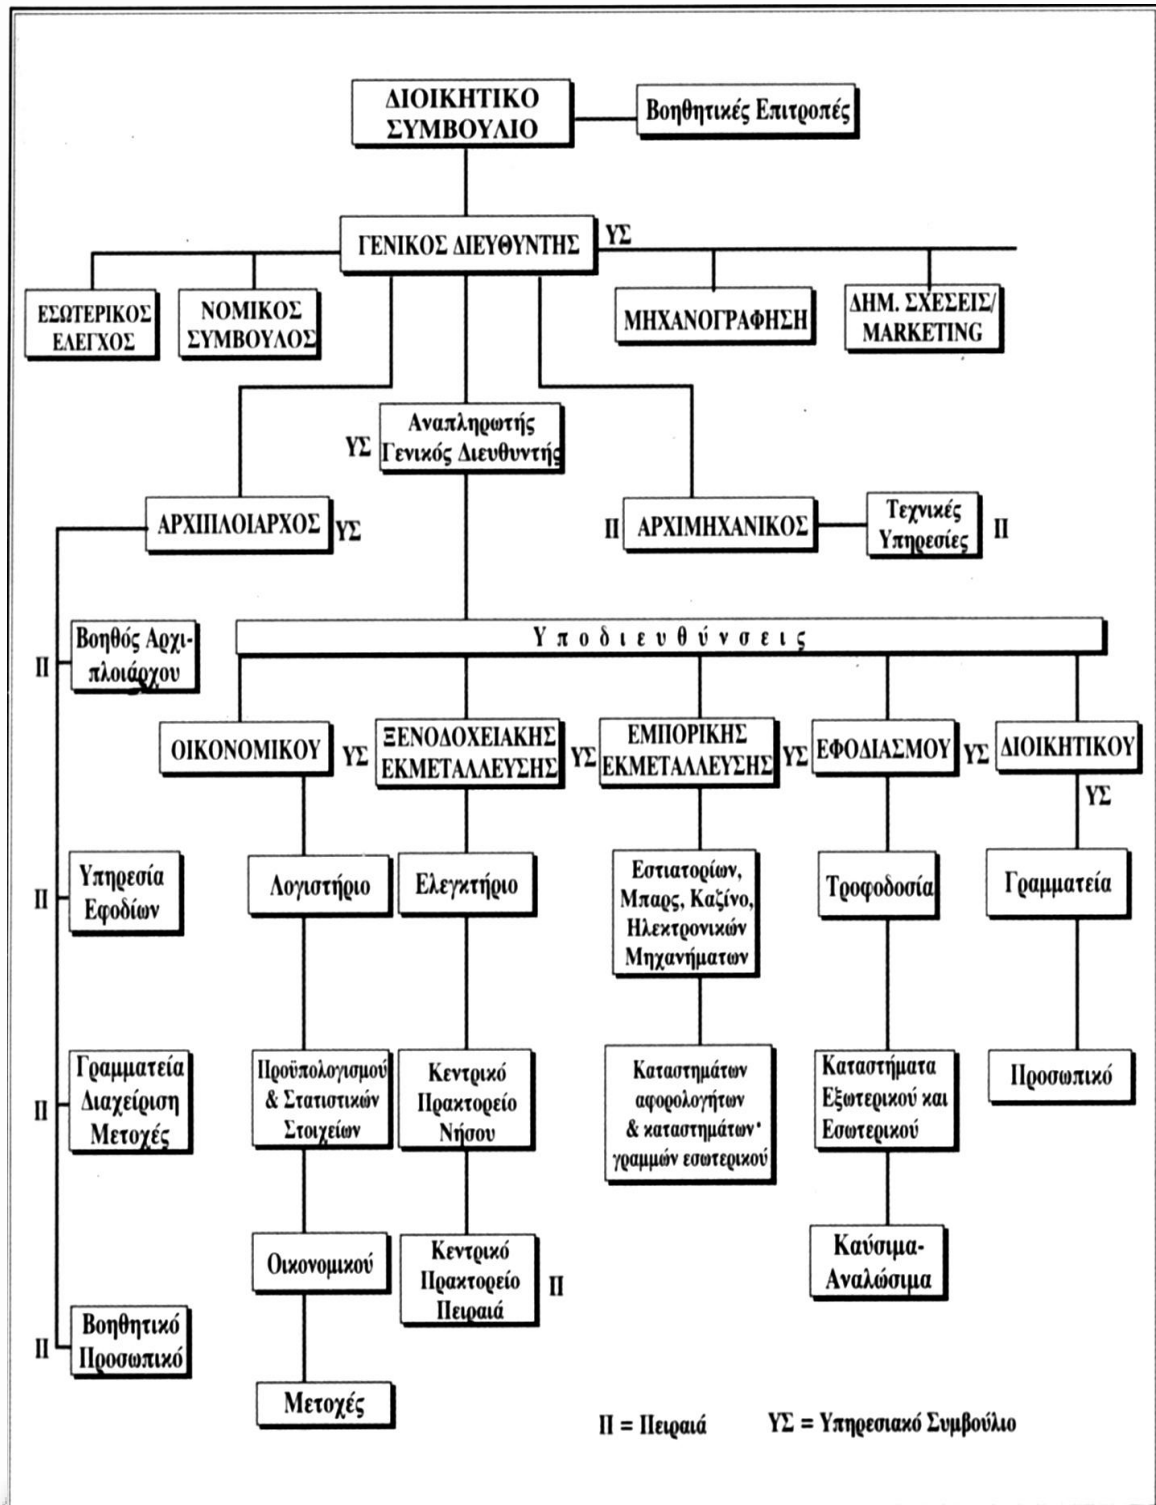 ΔΙΟΙΚΗΤΙΚΟ
ΣΥΜΒΟΥΛΙΟ
Βοηθητικές Επιτροπές
ΓΕΝΙΚΟΣ ΔΙΕΥΘΥΝΤΗΣ
ΥΣ
ΕΣΩΤΕΡΙΚΟΣ
ΕΛΕΓΧΟΣ
ΝΟΜΙΚΟΣ
ΣΥΜΒΟΥΛΟΣ
ΜΗΧΑΝΟΓΡΑΦΗΣΗ
ΔΗΜ. ΣΧΕΣΕΙΣ/
MARKETING
ΥΣ
Αναπληρωτής
Γενικός Διευθυντής
ΑΡΧΙΠΛΟΙΑΡΧΟΣ
ΥΣ
Π
ΑΡΧΙΜΗΧΑΝΙΚΟΣ
Τεχνικές
Υπηρεσίες
Π
Υποδιευθύνσεις
Π
Βοηθός Αρχι-
πλοιάρχου
ΟΙΚΟΝΟΜΙΚΟΥ
ΥΣ
ΞΕΝΟΔΟΧΕΙΑΚΗΣ
ΕΚΜΕΤΑΛΛΕΥΣΗΣ
ΥΣ
ΕΜΠΟΡΙΚΗΣ
ΕΚΜΕΤΑΛΛΕΥΣΗΣ
ΥΣ
ΕΦΟΔΙΑΣΜΟΥ
ΥΣ
ΔΙΟΙΚΗΤΙΚΟΥ
ΥΣ
Π
Υπηρεσία
Εφοδίων
Λογιστήριο
Ελεγκτήριο
Εστιατορίων,
Μπαρς, Καζίνο,
Ηλεκτρονικών
Μηχανήματων
Τροφοδοσία
Γραμματεία
Π
Γραμματεία
Διαχείριση
Μετοχές
Προϋπολογισμού
& Στατιστικών
Στοιχείων
Κεντρικό
Πρακτορείο
Νήσου
Καταστημάτων
αφορολογήτων
& καταστημάτων
γραμμών εσωτερικού
Καταστήματα
Εξωτερικού και
Εσωτερικού
Προσωπικό
Οικονομικού
Κεντρικό
Πρακτορείο
Πειραιά
Π
Καύσιμα-
Αναλώσιμα
Π
Βοηθητικό
Προσωπικό
Μετοχές
Π = Πειραιά
ΥΣ = Υπηρεσιακό Συμβούλιο